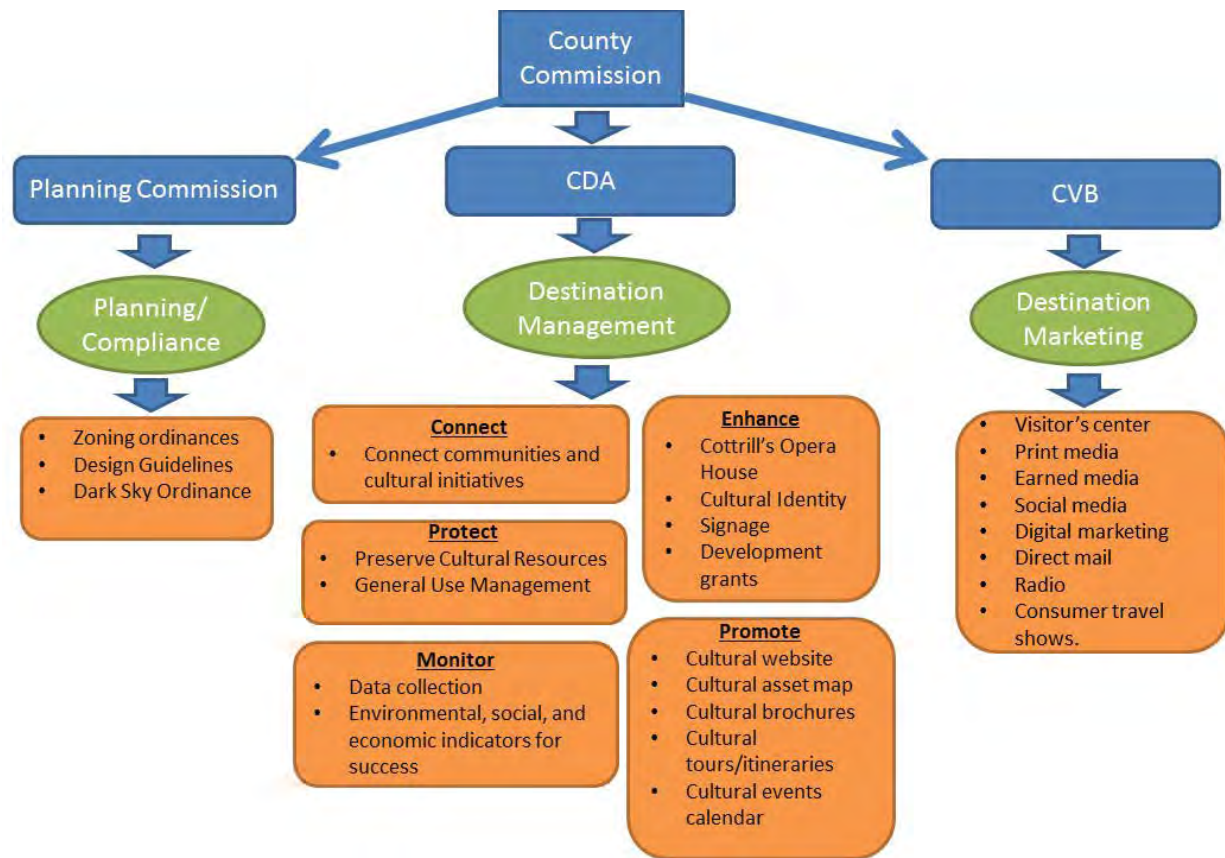 County
Commission
Planning Commission
CDA
CVB
Planning/
Compliance
Destination
Management
Destination
Marketing
• Zoning ordinances
• Design Guidelines
• Dark Sky Ordinance
Connect
• Connect communities and
cultural initiatives
Protect
• Preserve Cultural Resources
• General Use Management
Monitor
• Data collection
• Environmental, social, and
economic indicators for
success
Enhance
• Cottrill’s Opera
House
• Cultural Identity
• Signage
• Development
grants
Promote
• Cultural website
• Cultural asset map
• Cultural brochures
• Cultural
tours/itineraries
• Cultural events
calendar
• Visitor’s center
• Print media
• Earned media
• Social media
• Digital marketing
• Direct mail
• Radio
• Consumer travel
shows.